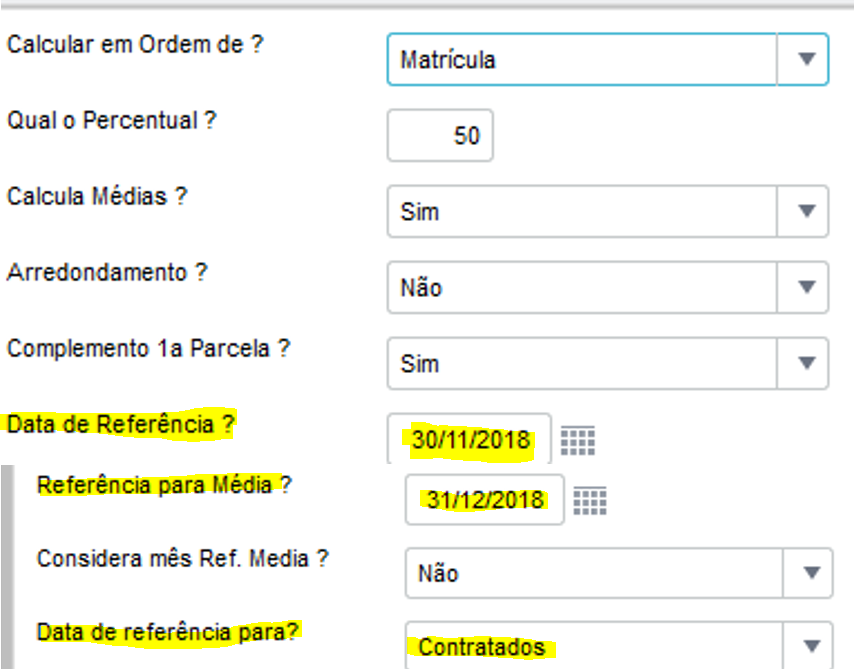 Calcular em Ordem de ? Matrícula
Qual o Percentual ? 50
Calcula Médias ? Sim
Arredondamento ? Não
Complemento 1a Parcela ? Sim
Data de Referência ? 30/11/2018
Referência para Média ? 31/12/2018
Considera mês Ref. Media ? Não
Data de referência para? Contratados